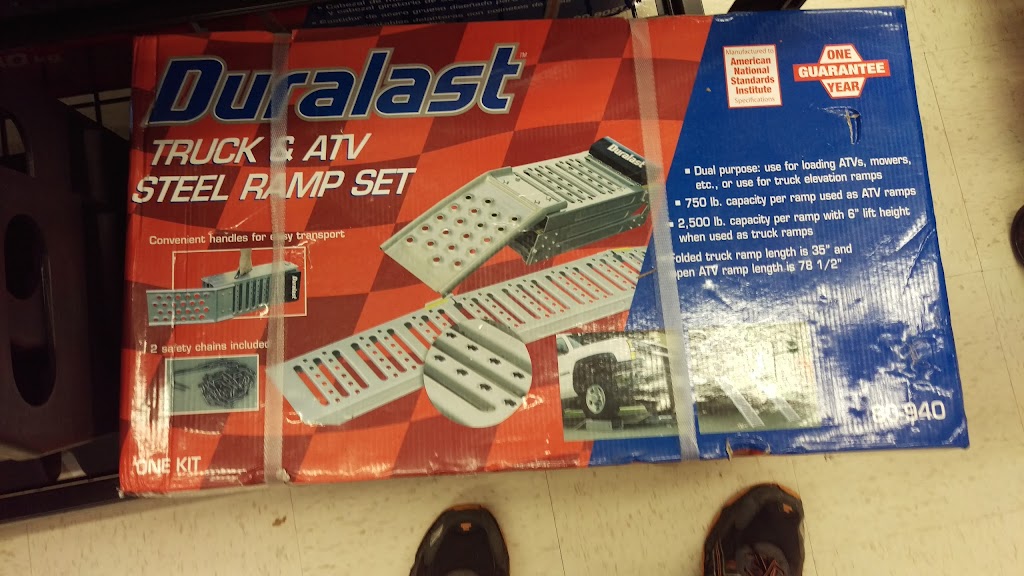 Duralast
TRUCK & ATV
STEEL RAMP SET
Convenient handles for easy transport
Duralast
2 safety chains included
ONE KIT
Duralast
Manufactured to
American
National
Standards
Institute
Specifications
ONE
GUARANTEE
YEAR
▪ Dual purpose: use for loading ATVs, mowers,
etc., or use for truck elevation ramps
▪ 750 lb. capacity per ramp used as ATV ramps
▪ 2,500 lb. capacity per ramp with 6" lift height
when used as truck ramps
Folded truck ramp length is 35" and
open ATV ramp length is 78 1/2"
940